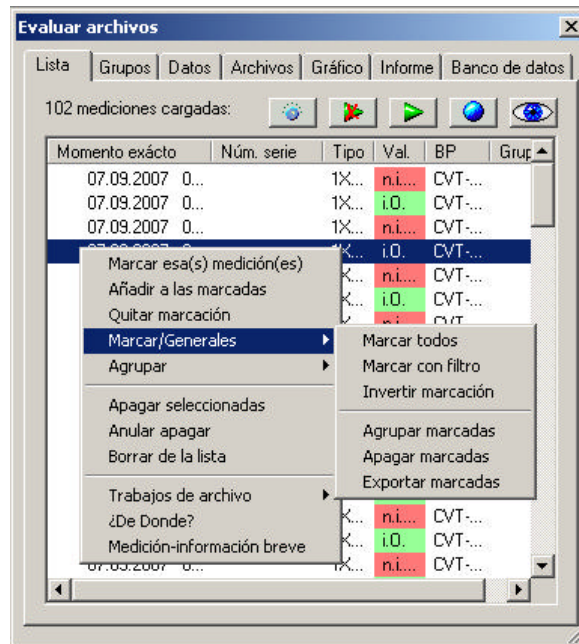 Evaluar archivos
Lista Grupos Datos Archivos Gráfico Informe Banco de datos
102 mediciones cargadas:
Momento exácto Núm. serie Tipo Val. BP Grup
07.09.2007 0... 1X... n.i.... CVT-...
07.09.2007 0... 1X... i.O. CVT-...
07.09.2007 0... 1X... n.i.... CVT-...
i.O. CVT-...
Marcar esa(s) medición(es) n.i.... CVT-...
Añadir a las marcadas X... i.O. CVT-...
Quitar marcación
Marcar/Generales
Agrupar
Apagar seleccionadas
Anular apagar
Borrar de la lista
Trabajos de archivo
¿De Donde?
Medición-información breve
Marcar todos
Marcar con filtro
Invertir marcación
Agrupar marcadas
Apagar marcadas
Exportar marcadas
X... n.i.... CVT-...
X... i.O. CVT-...
n.i.... CVT-...